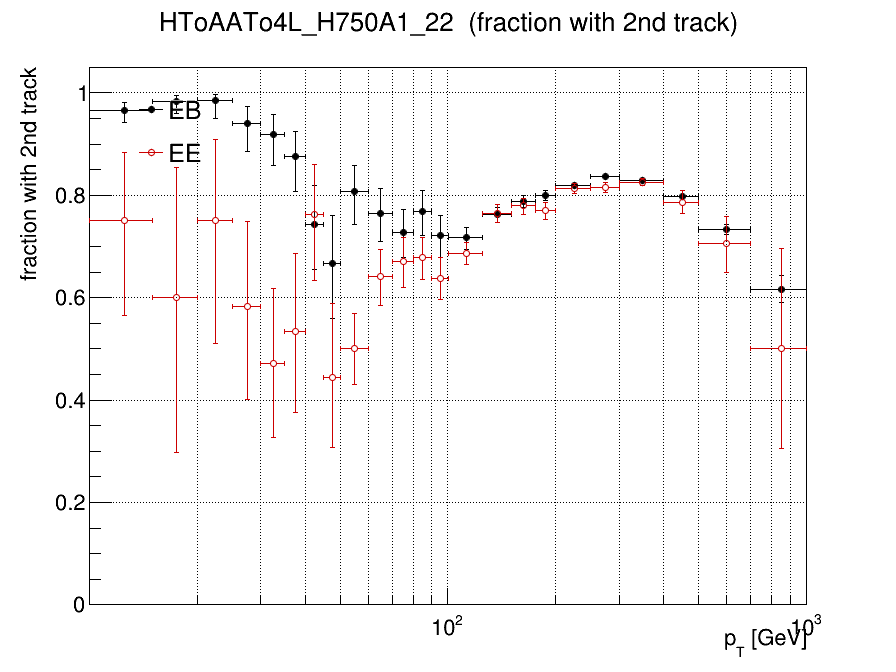 HToAATo4L_H750A1_22 (fraction with 2nd track)
fraction with 2nd track
1
EB
EE
0.8
0.6
0.4
0.2
0
10²
10³
p_T [GeV]